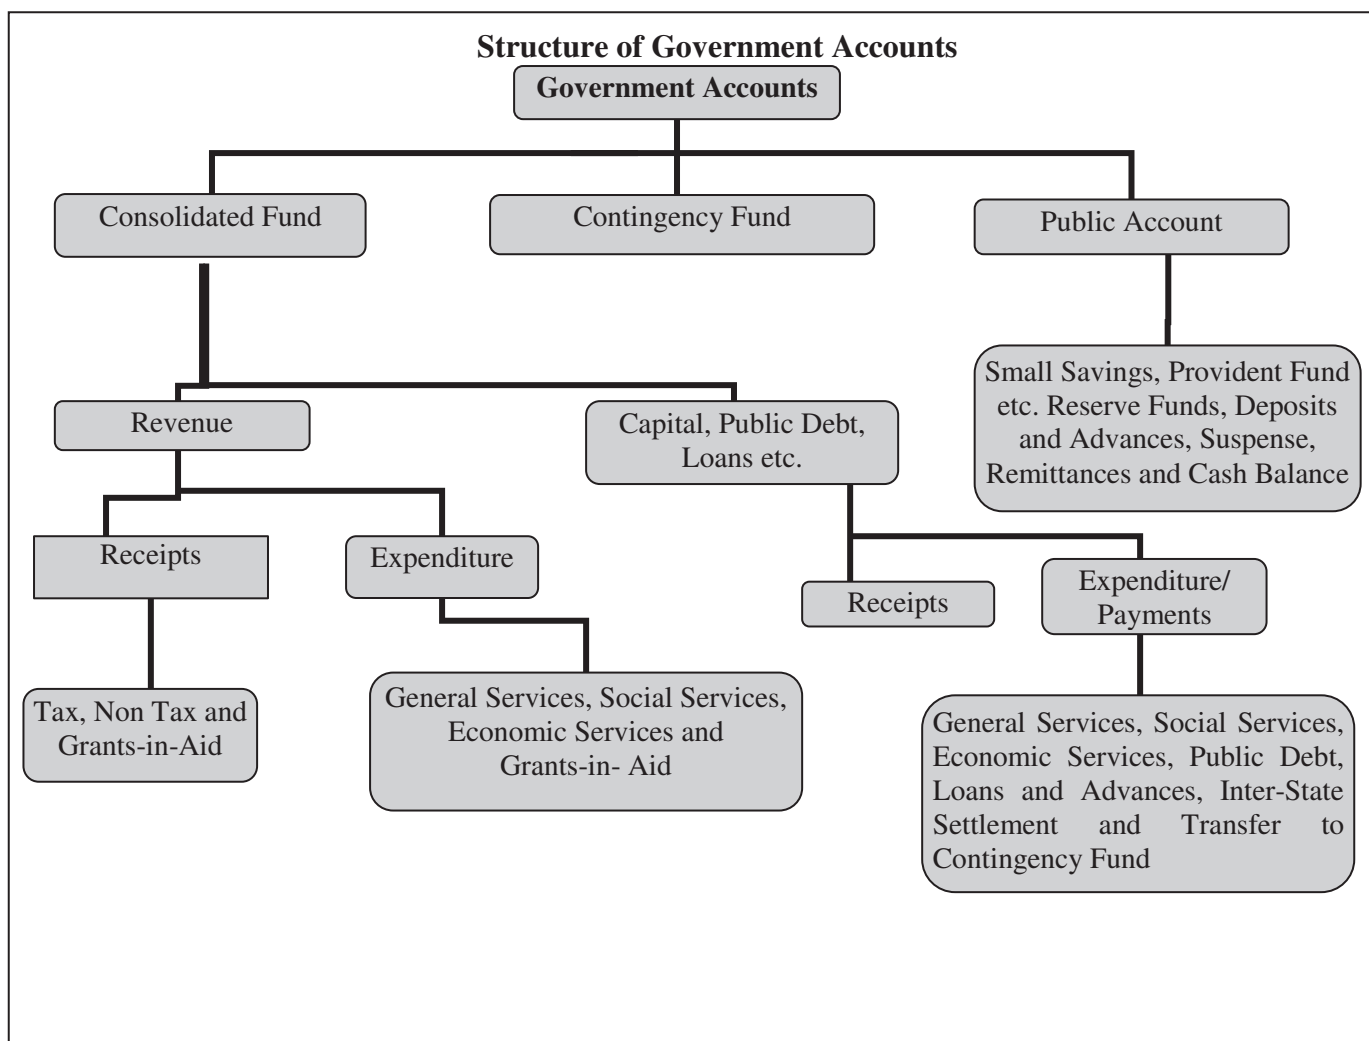 Structure of Government Accounts
Government Accounts
Consolidated Fund
Contingency Fund
Public Account
Small Savings, Provident Fund
etc. Reserve Funds, Deposits
and Advances, Suspense,
Remittances and Cash Balance
Revenue
Capital, Public Debt,
Loans etc.
Receipts
Expenditure
Receipts
Expenditure/
Payments
Tax, Non Tax and
Grants-in-Aid
General Services, Social Services,
Economic Services and
Grants-in- Aid
General Services, Social Services,
Economic Services, Public Debt,
Loans and Advances, Inter-State
Settlement and Transfer to
Contingency Fund